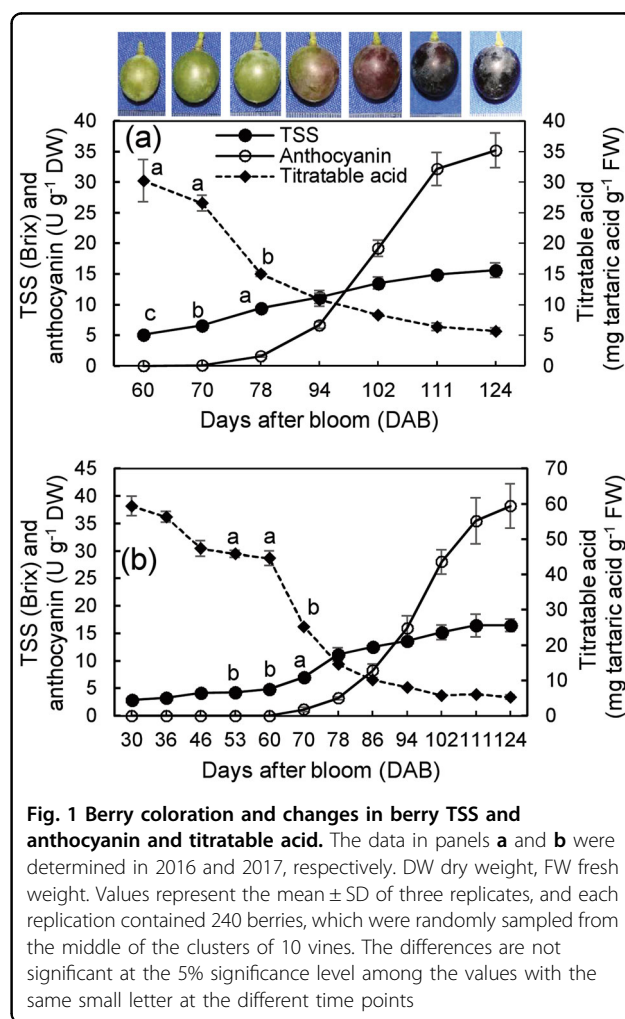 (a)
TSS
Anthocyanin
Titratable acid
40
35
30
25
20
15
10
5
0
TSS (Brix) and
anthocyanin (U g⁻¹ DW)
40
35
30
25
20
15
10
5
0
Titratable acid
(mg tartaric acid g⁻¹ FW)
a
a
b
c
b
a
60 70 78 94 102 111 124
Days after bloom (DAB)
(b)
45
40
35
30
25
20
15
10
5
0
TSS (Brix) and
anthocyanin (U g⁻¹ DW)
70
60
50
40
30
20
10
0
Titratable acid
(mg tartaric acid g⁻¹ FW)
a a
b
b b a
30 36 46 53 60 70 78 86 94 102 111 124
Days after bloom (DAB)
Fig. 1 Berry coloration and changes in berry TSS and
anthocyanin and titratable acid. The data in panels a and b were
determined in 2016 and 2017, respectively. DW dry weight, FW fresh
weight. Values represent the mean ± SD of three replicates, and each
replication contained 240 berries, which were randomly sampled from
the middle of the clusters of 10 vines. The differences are not
significant at the 5% significance level among the values with the
same small letter at the different time points